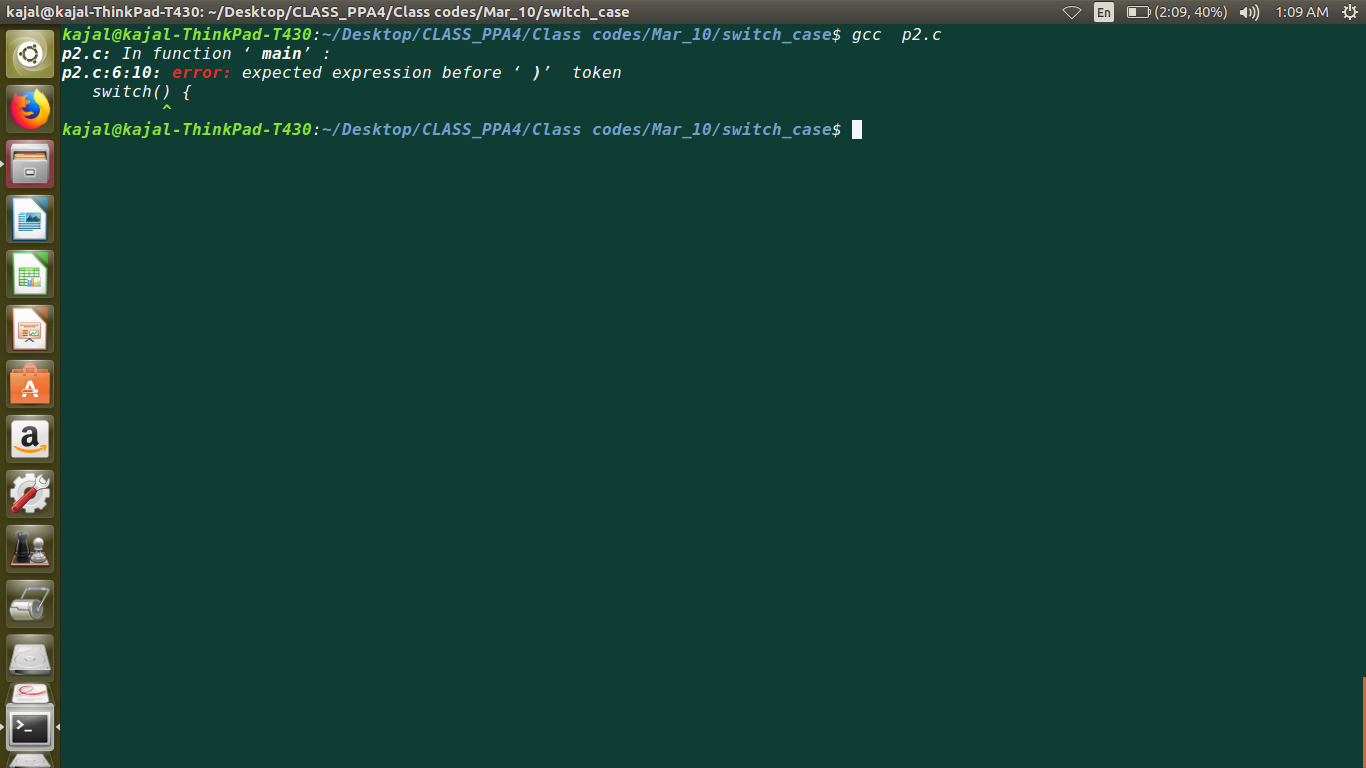 kajal@kajal-ThinkPad-T430: ~/Desktop/CLASS_PPA4/Class codes/Mar_10/switch_case
En
(2:09, 40%)
1:09 AM
kajal@kajal-ThinkPad-T430:~/Desktop/CLASS_PPA4/Class codes/Mar_10/switch_case$ gcc  p2.c
p2.c: In function ‘ main’ :
p2.c:6:10: error: expected expression before ‘ )’  token
   switch() {
          ^
kajal@kajal-ThinkPad-T430:~/Desktop/CLASS_PPA4/Class codes/Mar_10/switch_case$
A
a
>_